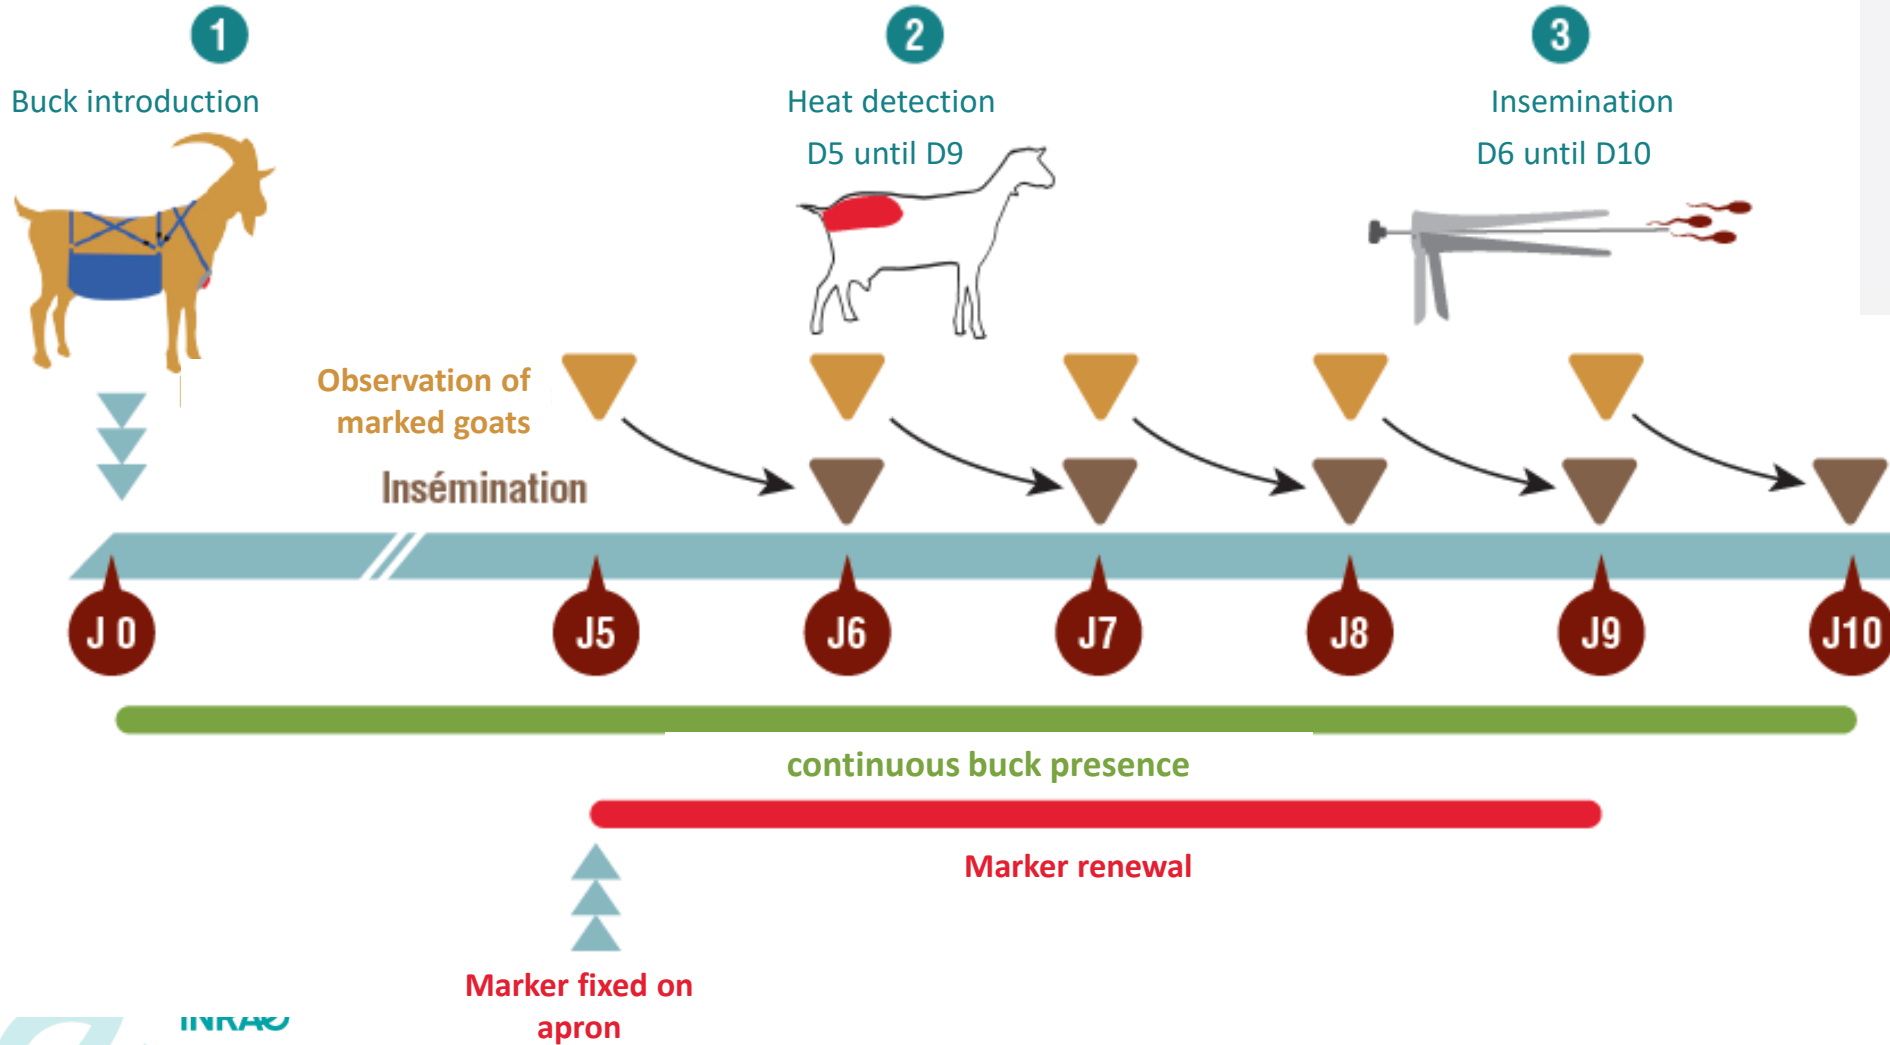 1
2
3
Buck introduction
Heat detection
D5 until D9
Insemination
D6 until D10
Observation of
marked goats
Insémination
J 0
J5
J6
J7
J8
J9
J10
continuous buck presence
Marker renewal
Marker fixed on
apron